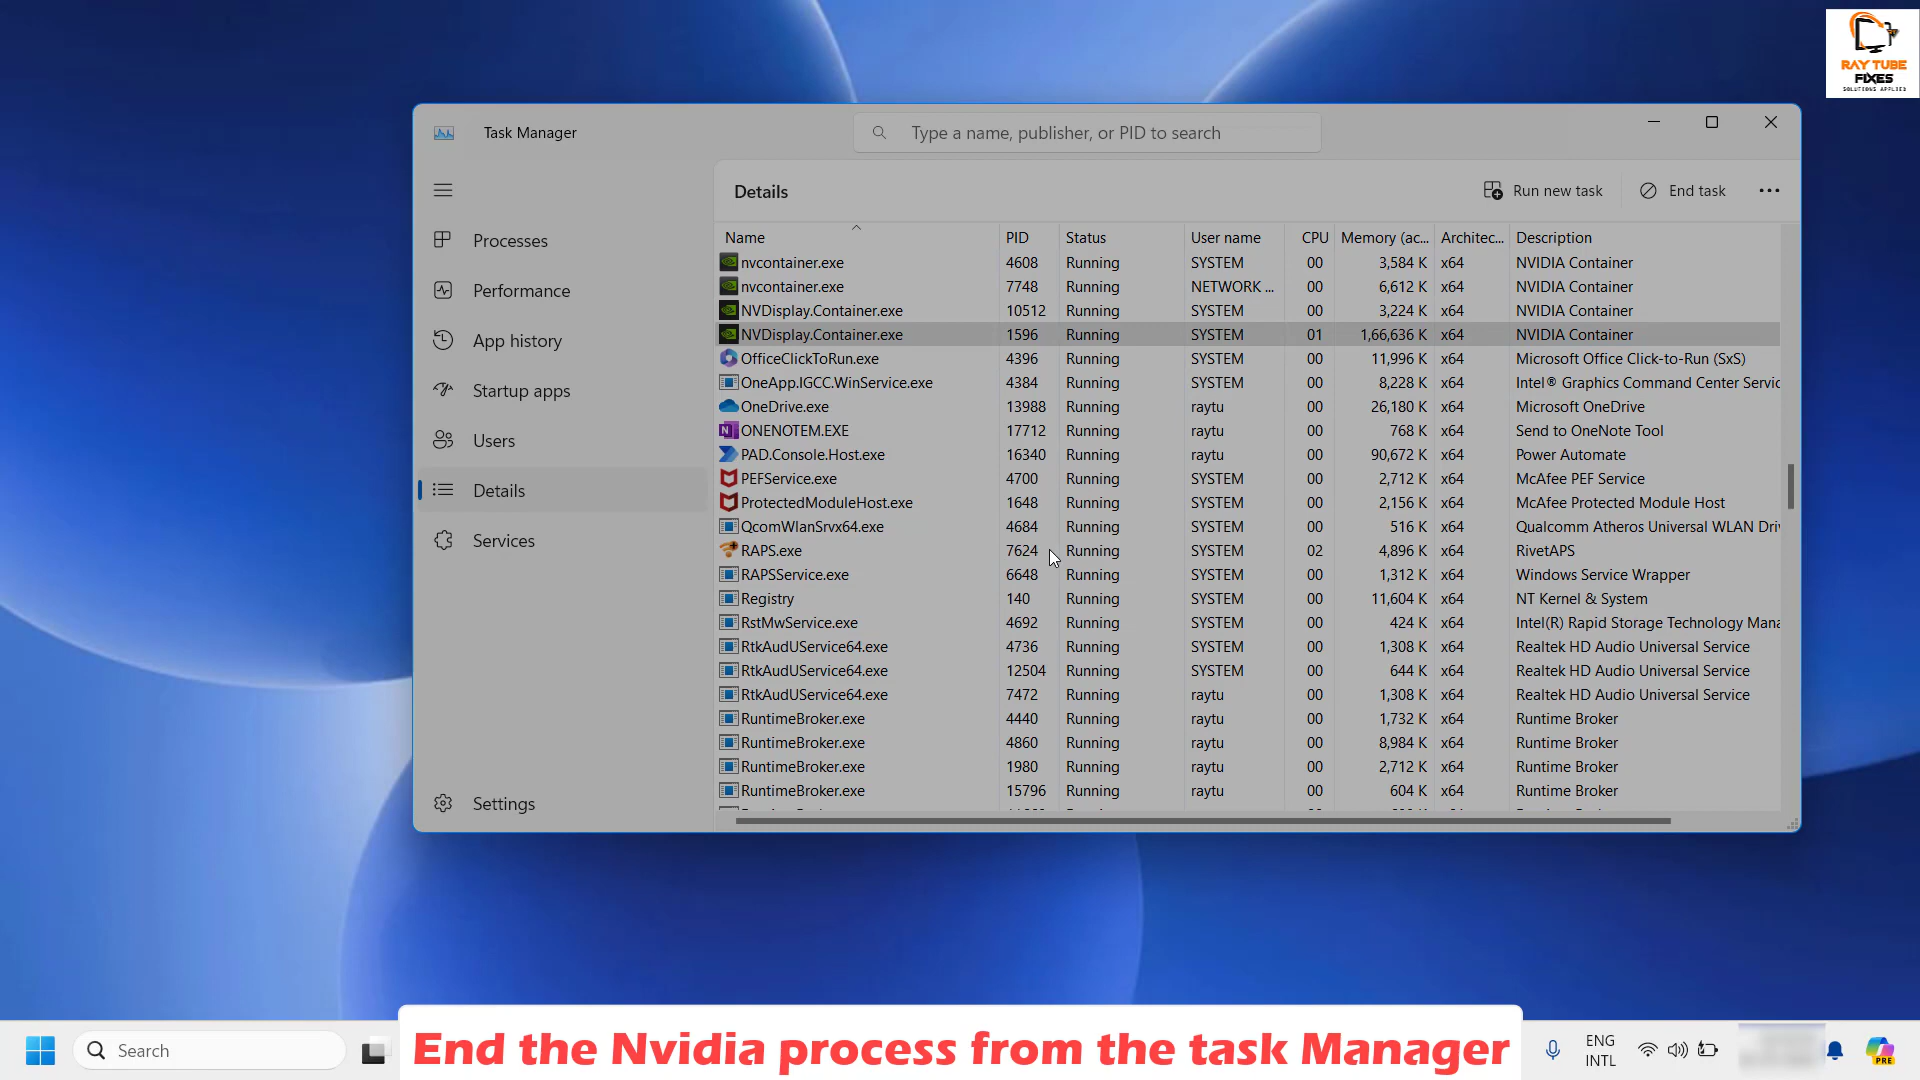 RAY TUBE
FIXES
SOLUTIONS APPLIED
Task Manager
Type a name, publisher, or PID to search
Processes
Performance
App history
Startup apps
Users
Details
Services
Settings
Details
Run new task
End task
Name PID Status User name CPU Memory (ac... Architec... Description
nvcontainer.exe 4608 Running SYSTEM 00 3,584 K x64 NVIDIA Container
nvcontainer.exe 7748 Running NETWORK ... 00 6,612 K x64 NVIDIA Container
NVDisplay.Container.exe 10512 Running SYSTEM 00 3,224 K x64 NVIDIA Container
NVDisplay.Container.exe 1596 Running SYSTEM 01 1,66,636 K x64 NVIDIA Container
OfficeClickToRun.exe 4396 Running SYSTEM 00 11,996 K x64 Microsoft Office Click-to-Run (SxS)
OneApp.IGCC.WinService.exe 4384 Running SYSTEM 00 8,228 K x64 Intel® Graphics Command Center Servic
OneDrive.exe 13988 Running raytu 00 26,180 K x64 Microsoft OneDrive
ONENOTEM.EXE 17712 Running raytu 00 768 K x64 Send to OneNote Tool
PAD.Console.Host.exe 16340 Running raytu 00 90,672 K x64 Power Automate
PEFService.exe 4700 Running SYSTEM 00 2,712 K x64 McAfee PEF Service
ProtectedModuleHost.exe 1648 Running SYSTEM 00 2,156 K x64 McAfee Protected Module Host
QcomWlanSrvx64.exe 4684 Running SYSTEM 00 516 K x64 Qualcomm Atheros Universal WLAN Dri
RAPS.exe 7624 Running SYSTEM 02 4,896 K x64 RivetAPS
RAPSService.exe 6648 Running SYSTEM 00 1,312 K x64 Windows Service Wrapper
Registry 140 Running SYSTEM 00 11,604 K x64 NT Kernel & System
RstMwService.exe 4692 Running SYSTEM 00 424 K x64 Intel(R) Rapid Storage Technology Mana
RtkAudUService64.exe 4736 Running SYSTEM 00 1,308 K x64 Realtek HD Audio Universal Service
RtkAudUService64.exe 12504 Running SYSTEM 00 644 K x64 Realtek HD Audio Universal Service
RtkAudUService64.exe 7472 Running raytu 00 1,308 K x64 Realtek HD Audio Universal Service
RuntimeBroker.exe 4440 Running raytu 00 1,732 K x64 Runtime Broker
RuntimeBroker.exe 4860 Running raytu 00 8,984 K x64 Runtime Broker
RuntimeBroker.exe 1980 Running raytu 00 2,712 K x64 Runtime Broker
RuntimeBroker.exe 15796 Running raytu 00 604 K x64 Runtime Broker
Search
End the Nvidia process from the task Manager
ENG
INTL
PRE